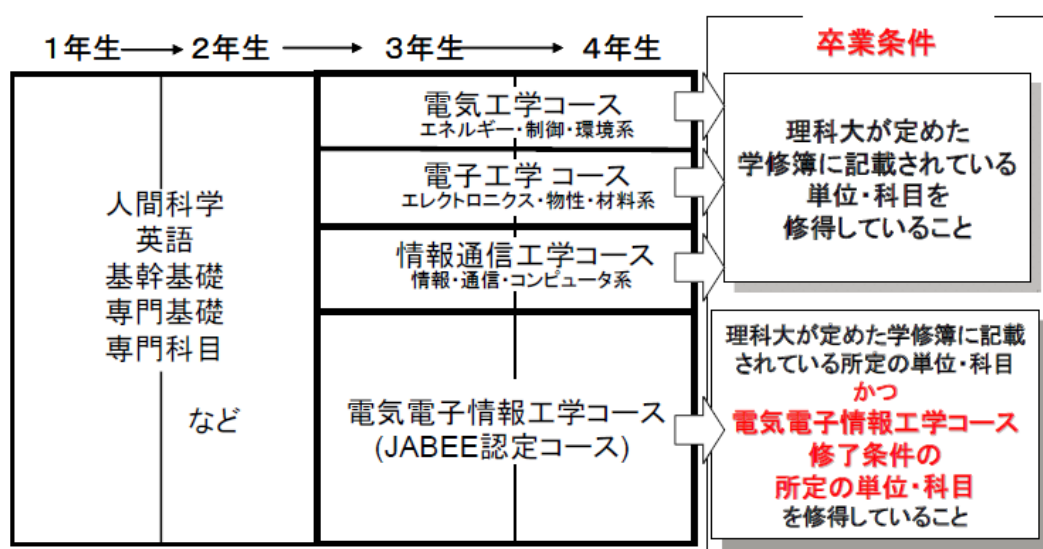 1年生→2年生→3年生→4年生
卒業条件
人間科学
英語
基幹基礎
専門基礎
専門科目
など
電気工学コース
エネルギー・制御・環境系
電子工学 コース
エレクトロニクス・物性・材料系
情報通信工学コース
情報・通信・コンピュータ系
電気電子情報工学コース
(JABEE認定コース)
理科大が定めた
学修簿に記載されている
単位・科目を
修得していること
理科大が定めた学修簿に記載
されている所定の単位・科目
かつ
電気電子情報工学コース
修了条件の
所定の単位・科目
を修得していること